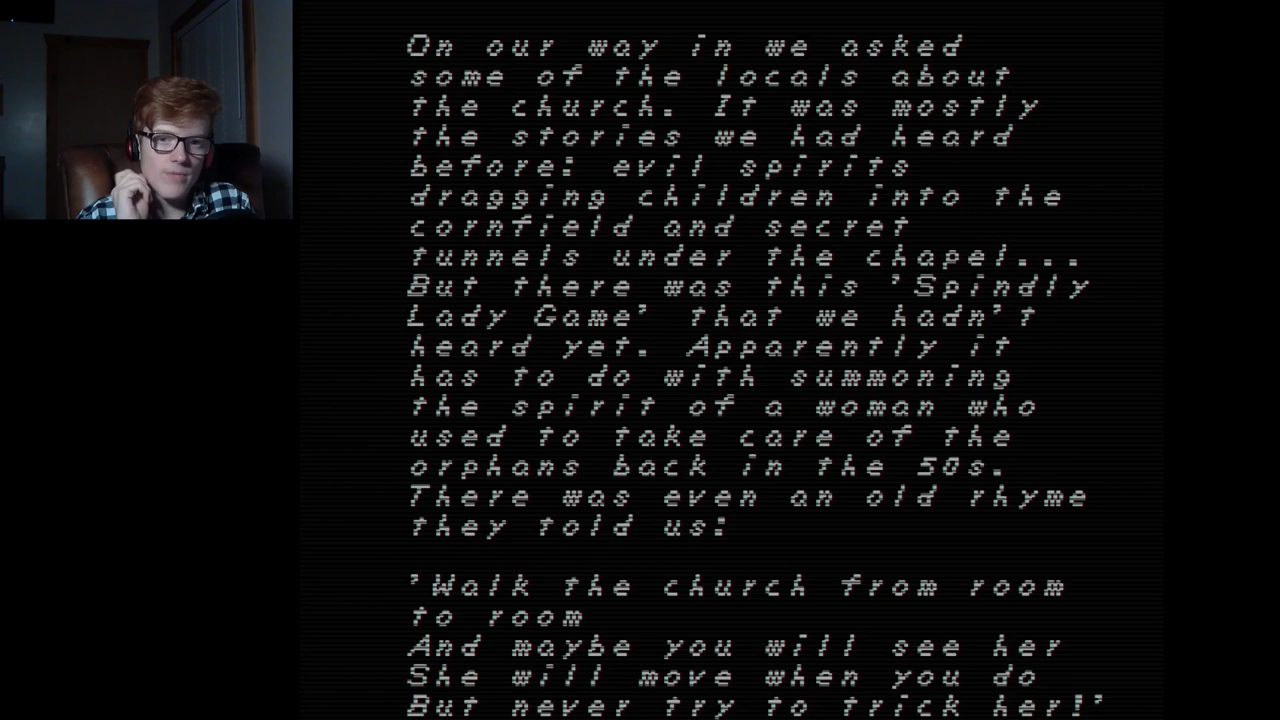 On our way in we asked
some of the locals about
the church. It was mostly
the stories we had heard
before: evil spirits
dragging children into the
cornfield and secret
tunnels under the chapel...
But there was this 'Spindly
Lady Game' that we hadn't
heard yet. Apparently it
has to do with summoning
the spirit of a woman who
used to take care of the
orphans back in the 50s.
There was even an old rhyme
they told us:
'Walk the church from room
to room
And maybe you will see her
She will move when you do
But never try to trick her!'